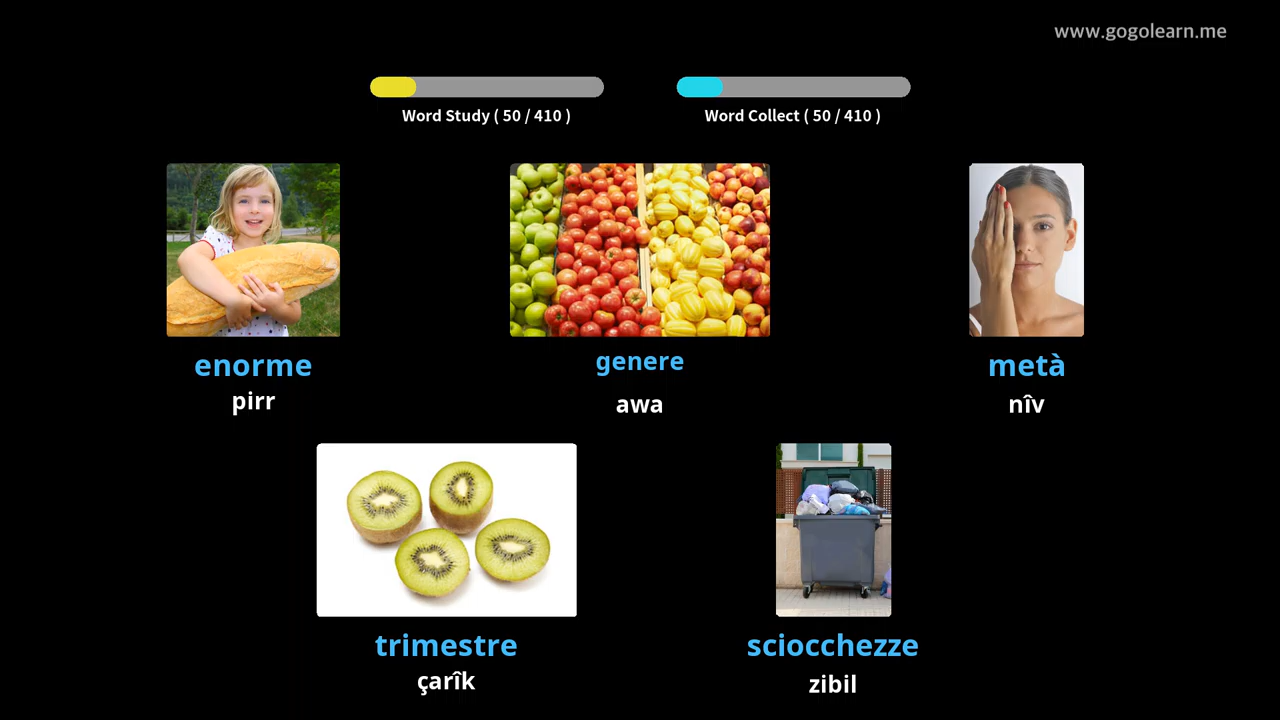 www.gogolearn.me
Word Study ( 50 / 410 )
Word Collect ( 50 / 410 )
enorme
pirr
genere
awa
metà
nîv
trimestre
çarîk
sciocchezze
zibil